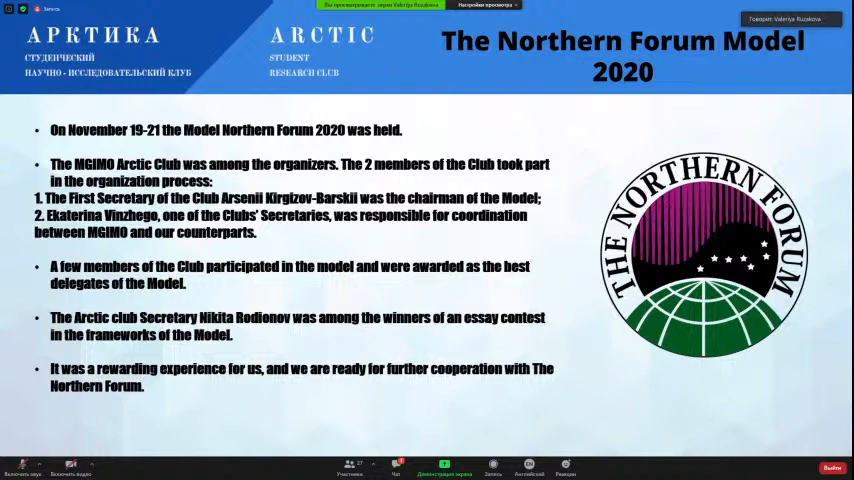 Запись
Вы просматриваете экран Valeriya Ruzakova
Настройки просмотра
Говорит: Valeriya Ruzakova
АРКТИКА
СТУДЕНЧЕСКИЙ
НАУЧНО - ИССЛЕДОВАТЕЛЬСКИЙ КЛУБ
ARCTIC
STUDENT
RESEARCH CLUB
The Northern Forum Model
2020
• On November 19-21 the Model Northern Forum 2020 was held.
• The MGIMO Arctic Club was among the organizers. The 2 members of the Club took part
in the organization process:
1. The First Secretary of the Club Arsenii Kirgizov-Barskii was the chairman of the Model;
2. Ekaterina Vinzhego, one of the Clubs' Secretaries, was responsible for coordination
between MGIMO and our counterparts.
• A few members of the Club participated in the model and were awarded as the best
delegates of the Model.
• The Arctic club Secretary Nikita Rodionov was among the winners of an essay contest
in the frameworks of the Model.
• It was a rewarding experience for us, and we are ready for further cooperation with The
Northern Forum.
THE NORTHERN FORUM
Включить звук
Включить видео
27
Участники
Чат
Демонстрация экрана
Запись
EN
Английский
Реакции
Выйти